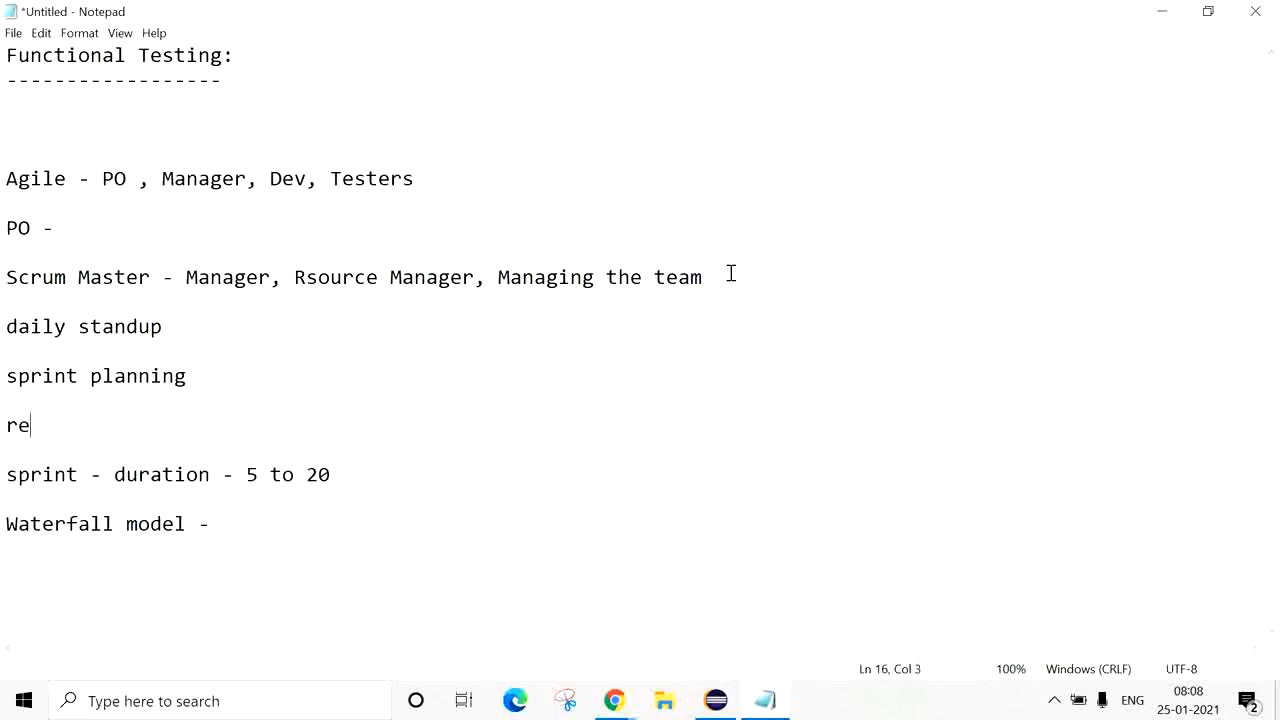 *Untitled - Notepad
File Edit Format View Help
Functional Testing:
------------------
Agile - PO , Manager, Dev, Testers
PO -
Scrum Master - Manager, Rsource Manager, Managing the team
daily standup
sprint planning
re
sprint - duration - 5 to 20
Waterfall model -
Ln 16, Col 3 100% Windows (CRLF) UTF-8
Type here to search ENG 08:08
25-01-2021 2